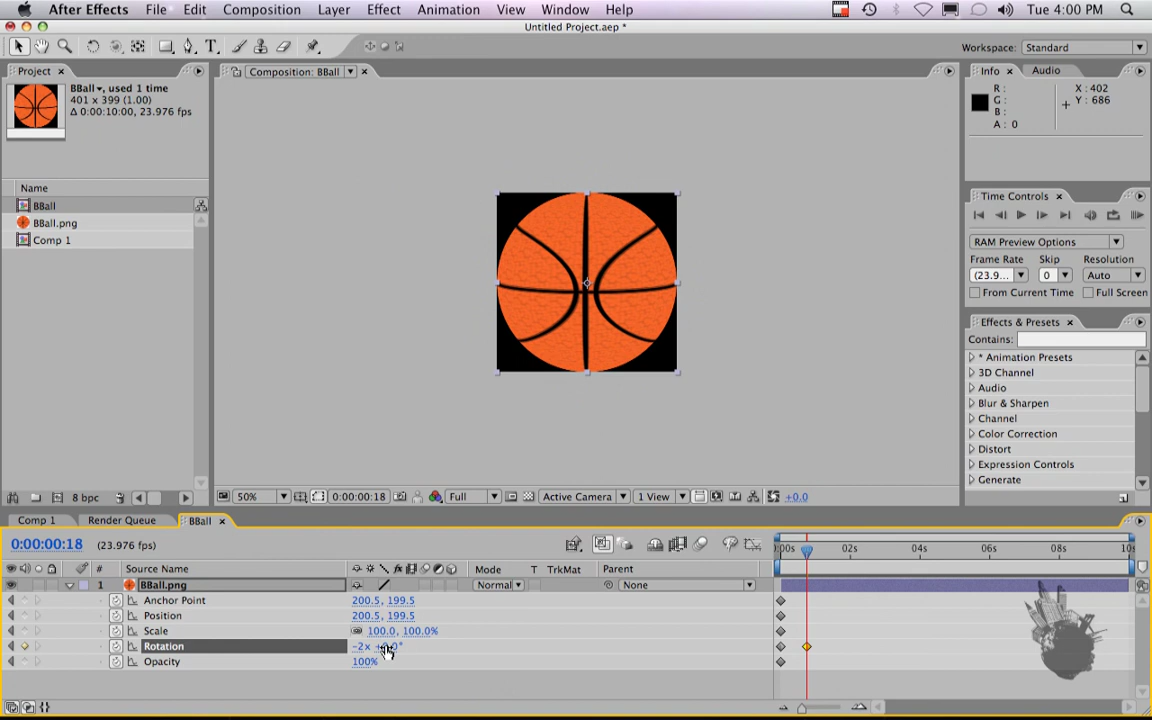 After Effects File Edit Composition Layer Effect Animation View Window Help Tue 4:00 PM
Untitled Project.aep *
Workspace: Standard
Project
BBall, used 1 time
401 x 399 (1.00)
Δ 0:00:10:00, 23.976 fps
Name
BBall
BBall.png
Comp 1
8 bpc
Composition: BBall
50% 0:00:00:18 Full Active Camera 1 View +0.0
Info Audio
R : X : 402
G : Y : 686
B :
A : 0
Time Controls
RAM Preview Options
Frame Rate Skip Resolution
(23.9... 0 Auto
From Current Time Full Screen
Effects & Presets
Contains:
* Animation Presets
3D Channel
Audio
Blur & Sharpen
Channel
Color Correction
Distort
Expression Controls
Generate
Comp 1 Render Queue BBall
0:00:00:18 (23.976 fps)
):00s 02s 04s 06s 08s 10s
# Source Name Mode T TrkMat Parent
1 BBall.png Normal None
Anchor Point 200.5, 199.5
Position 200.5, 199.5
Scale 100.0, 100.0%
Rotation -2x
Opacity 100%